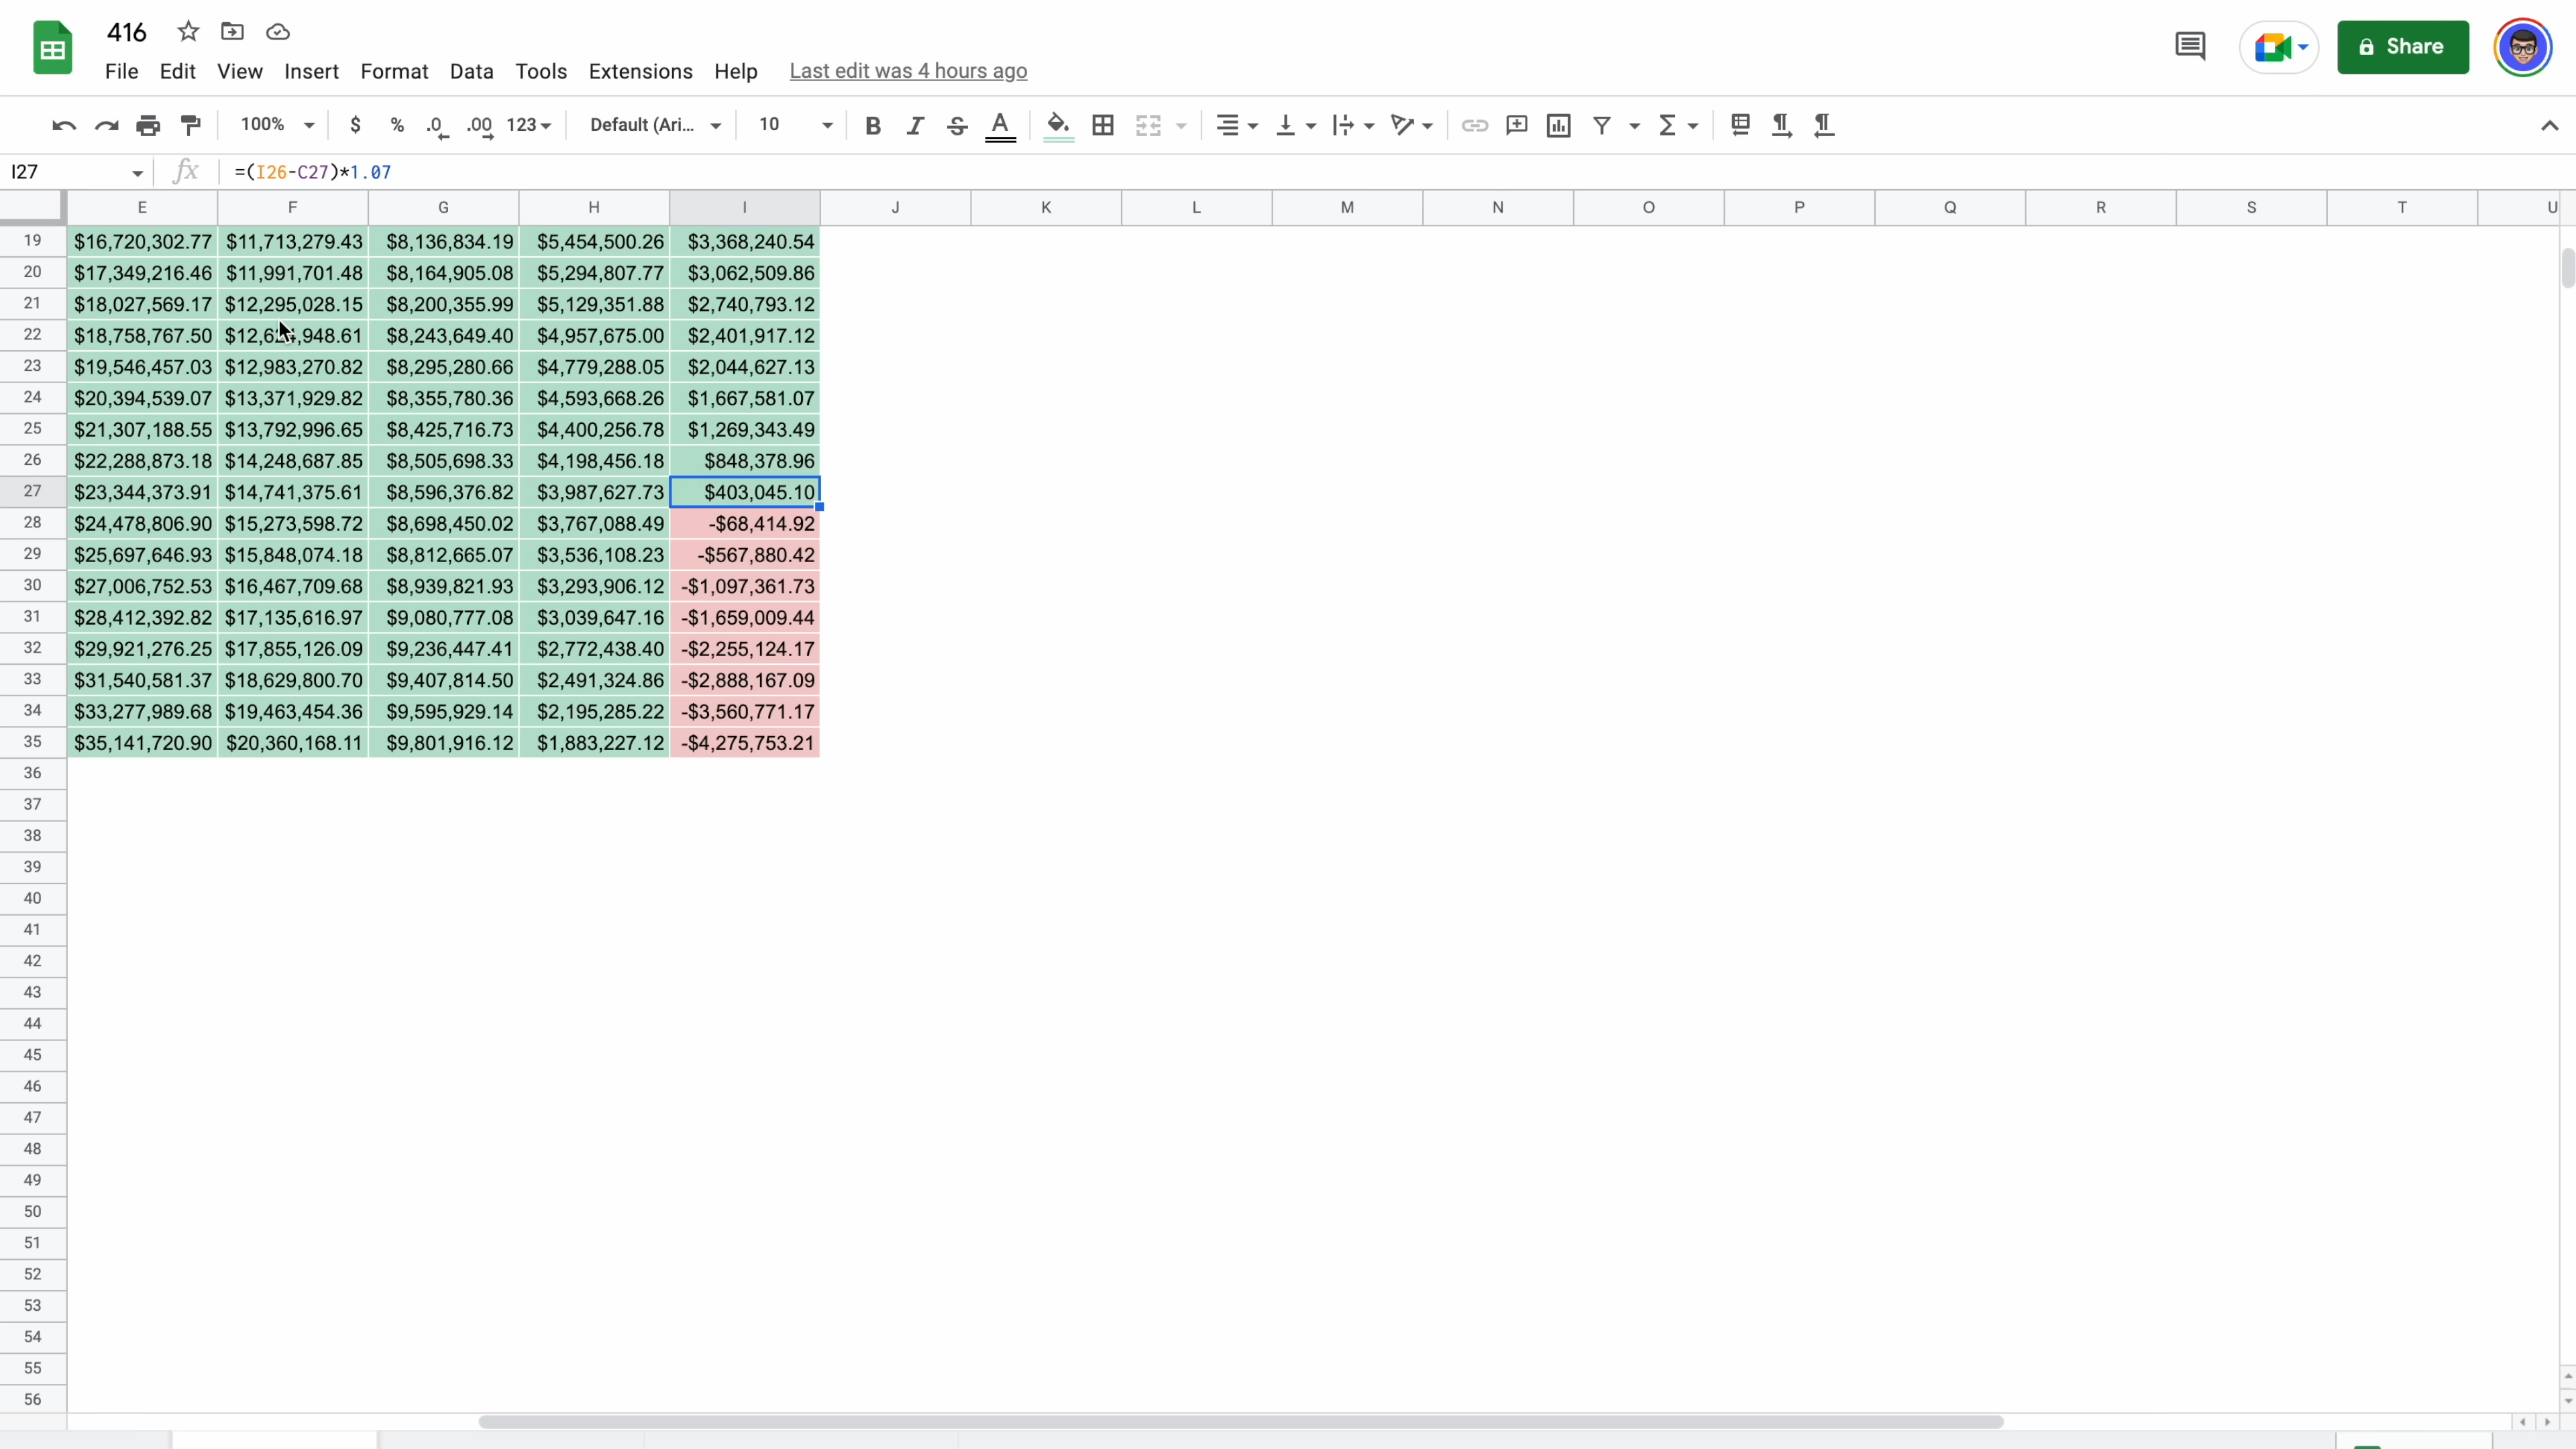 416
File Edit View Insert Format Data Tools Extensions Help Last edit was 4 hours ago
Share
100% $ % .0 .00 123 Default (Ari... 10 B I S A
I27 fx =(I26-C27)*1.07
E F G H I J K L M N O P Q R S T U
19 $16,720,302.77 $11,713,279.43 $8,136,834.19 $5,454,500.26 $3,368,240.54
20 $17,349,216.46 $11,991,701.48 $8,164,905.08 $5,294,807.77 $3,062,509.86
21 $18,027,569.17 $12,295,028.15 $8,200,355.99 $5,129,351.88 $2,740,793.12
22 $18,758,767.50 $8,243,649.40 $4,957,675.00 $2,401,917.12
23 $19,546,457.03 $12,983,270.82 $8,295,280.66 $4,779,288.05 $2,044,627.13
24 $20,394,539.07 $13,371,929.82 $8,355,780.36 $4,593,668.26 $1,667,581.07
25 $21,307,188.55 $13,792,996.65 $8,425,716.73 $4,400,256.78 $1,269,343.49
26 $22,288,873.18 $14,248,687.85 $8,505,698.33 $4,198,456.18 $848,378.96
27 $23,344,373.91 $14,741,375.61 $8,596,376.82 $3,987,627.73 $403,045.10
28 $24,478,806.90 $15,273,598.72 $8,698,450.02 $3,767,088.49 -$68,414.92
29 $25,697,646.93 $15,848,074.18 $8,812,665.07 $3,536,108.23 -$567,880.42
30 $27,006,752.53 $16,467,709.68 $8,939,821.93 $3,293,906.12 -$1,097,361.73
31 $28,412,392.82 $17,135,616.97 $9,080,777.08 $3,039,647.16 -$1,659,009.44
32 $29,921,276.25 $17,855,126.09 $9,236,447.41 $2,772,438.40 -$2,255,124.17
33 $31,540,581.37 $18,629,800.70 $9,407,814.50 $2,491,324.86 -$2,888,167.09
34 $33,277,989.68 $19,463,454.36 $9,595,929.14 $2,195,285.22 -$3,560,771.17
35 $35,141,720.90 $20,360,168.11 $9,801,916.12 $1,883,227.12 -$4,275,753.21
36
37
38
39
40
41
42
43
44
45
46
47
48
49
50
51
52
53
54
55
56